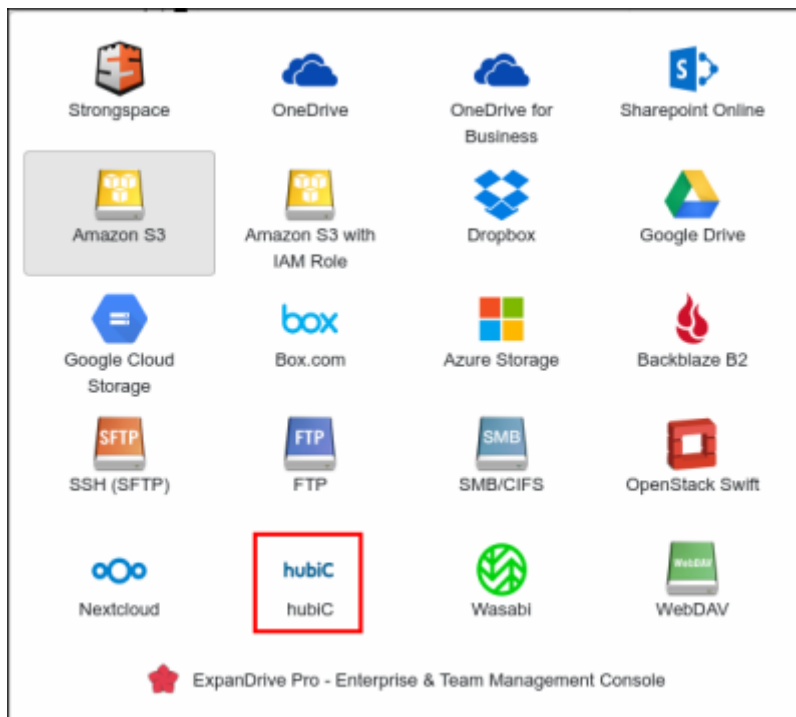 Strongspace
OneDrive
OneDrive for
Business
Sharepoint Online
Amazon S3
Amazon S3 with
IAM Role
Dropbox
Google Drive
Google Cloud
Storage
box
Box.com
Azure Storage
Backblaze B2
SFTP
SSH (SFTP)
FTP
FTP
SMB
SMB/CIFS
OpenStack Swift
Nextcloud
hubiC
hubiC
Wasabi
WebDAV
WebDAV
ExpanDrive Pro - Enterprise & Team Management Console